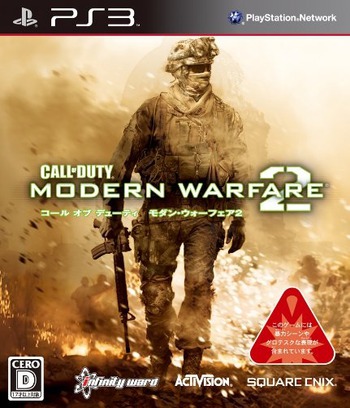 PS3
PlayStation®Network
CALL OF DUTY
MODERN WARFARE 2
コール オブ デューティ モダン・ウォーフェア2
このゲームには
暴力シーンや
グロテスクな表現が
含まれています。
CERO
D
17才以上対象
Infinity Ward
ACTIVISION®
SQUARE ENIX®